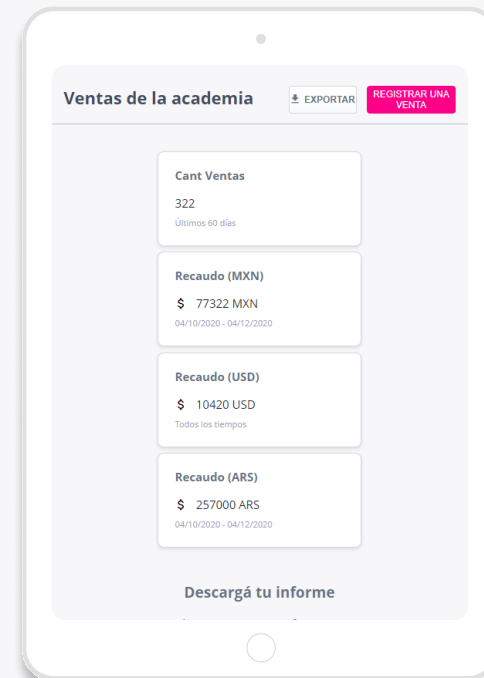 Ventas de la academia
EXPORTAR
REGISTRAR UNA
VENTA
Cant Ventas
322
Últimos 60 días
Recaudo (MXN)
$ 77322 MXN
04/10/2020 - 04/12/2020
Recaudo (USD)
$ 10420 USD
Todos los tiempos
Recaudo (ARS)
$ 257000 ARS
04/10/2020 - 04/12/2020
Descargá tu informe